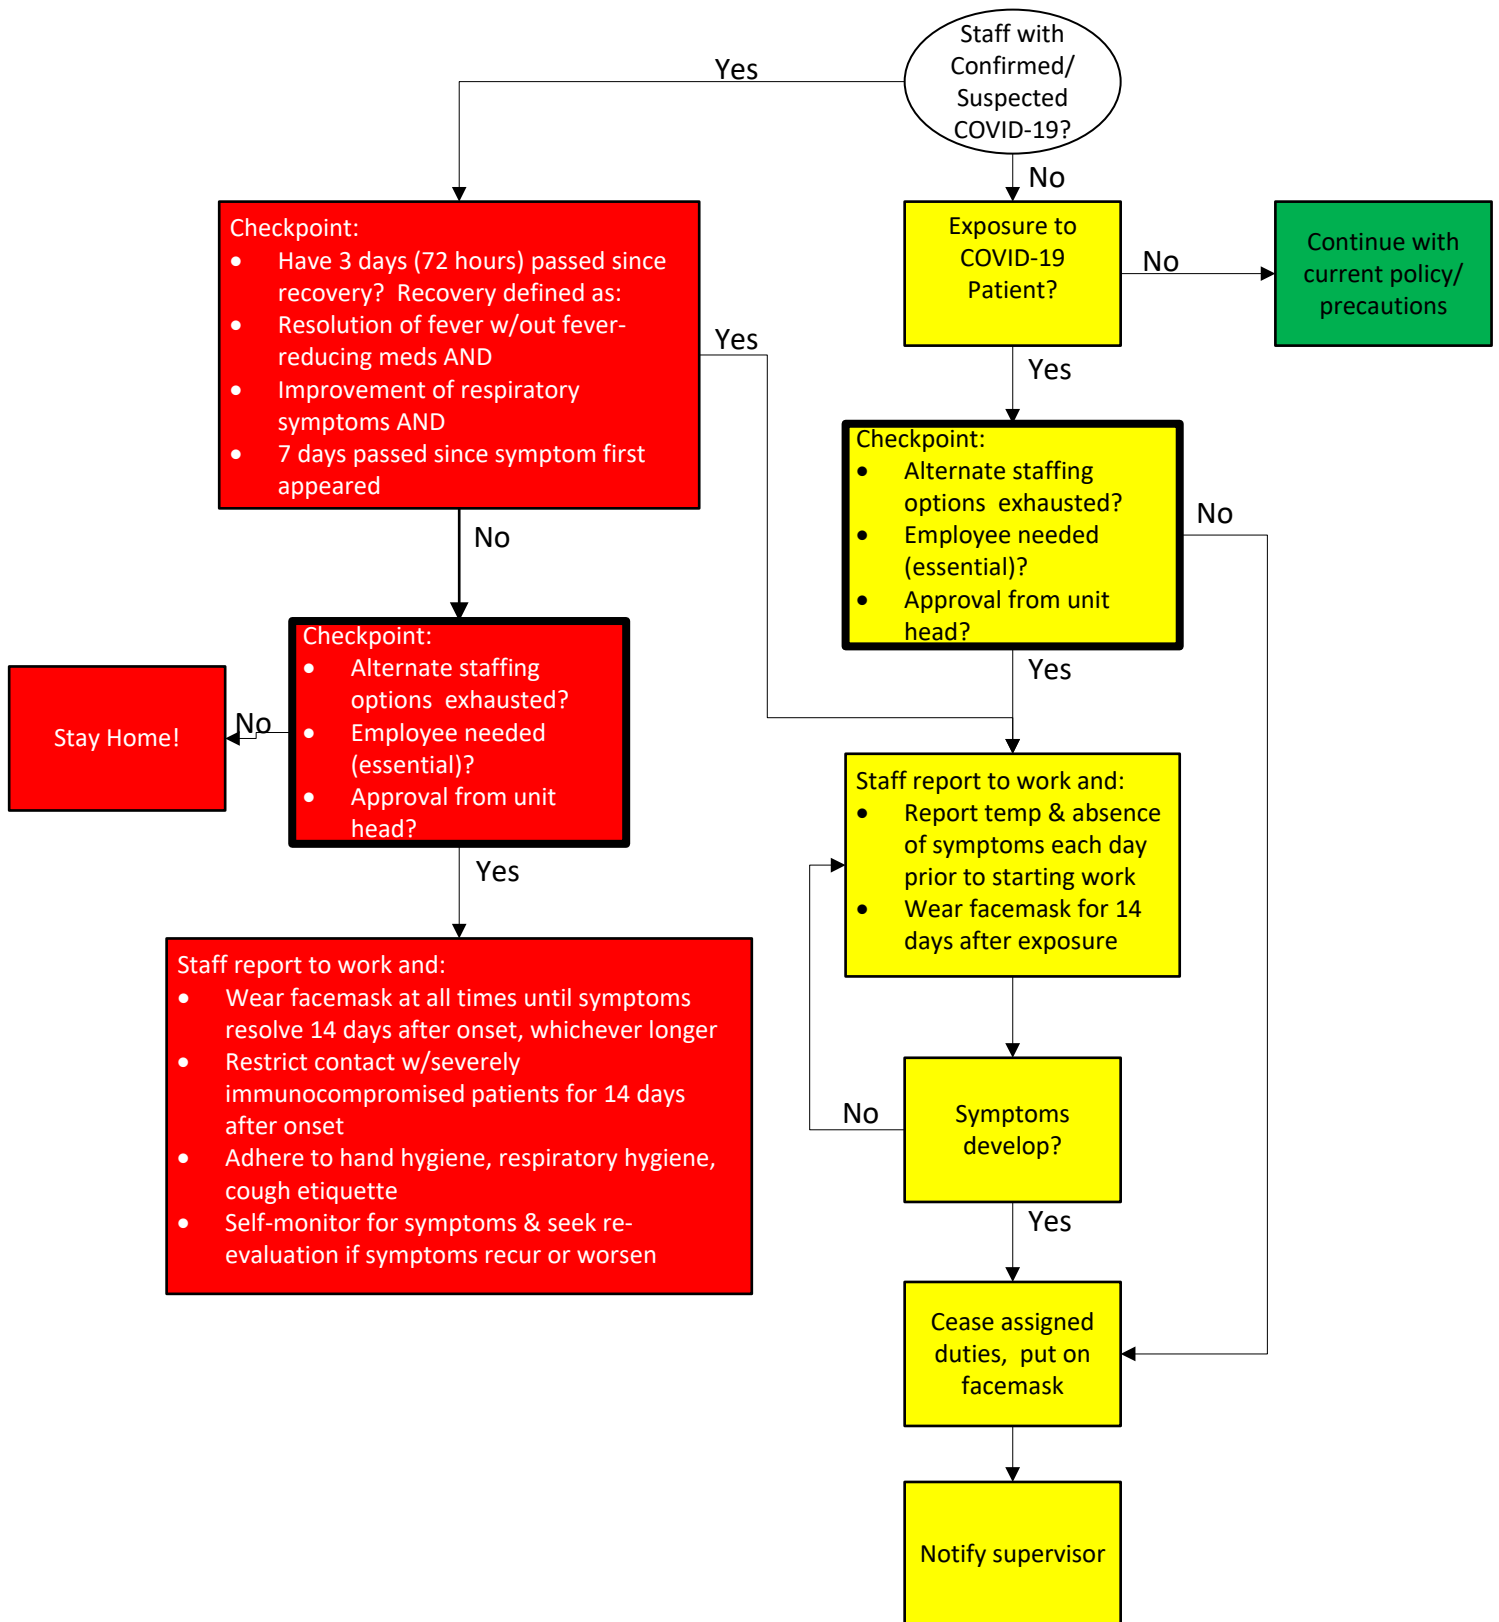 Staff with
Confirmed/
Suspected
COVID-19?
Yes
No
Checkpoint:
• Have 3 days (72 hours) passed since
recovery?  Recovery defined as:
• Resolution of fever w/out fever-
reducing meds AND
• Improvement of respiratory
symptoms AND
• 7 days passed since symptom first
appeared
Yes
No
Exposure to
COVID-19
Patient?
No
Continue with
current policy/
precautions
Yes
Checkpoint:
• Alternate staffing
options  exhausted?
• Employee needed
(essential)?
• Approval from unit
head?
No
Yes
Checkpoint:
• Alternate staffing
options  exhausted?
• Employee needed
(essential)?
• Approval from unit
head?
No
Stay Home!
Yes
Staff report to work and:
• Wear facemask at all times until symptoms
resolve 14 days after onset, whichever longer
• Restrict contact w/severely
immunocompromised patients for 14 days
after onset
• Adhere to hand hygiene, respiratory hygiene,
cough etiquette
• Self-monitor for symptoms & seek re-
evaluation if symptoms recur or worsen
Staff report to work and:
• Report temp & absence
of symptoms each day
prior to starting work
• Wear facemask for 14
days after exposure
Symptoms
develop?
No
Yes
Cease assigned
duties,  put on
facemask
Notify supervisor